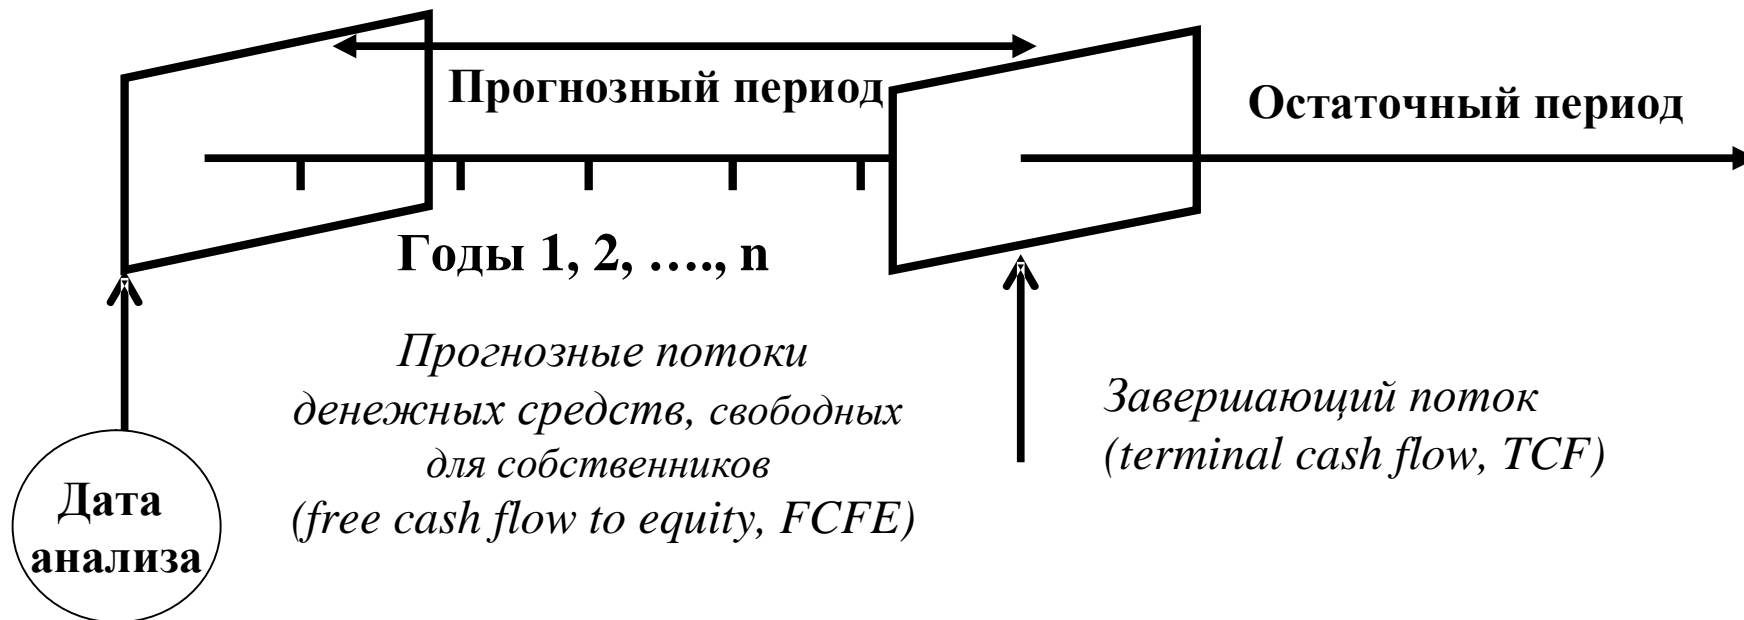 Прогнозный период
Остаточный период
Годы 1, 2, …., n
Прогнозные потоки
денежных средств, свободных
для собственников
(free cash flow to equity, FCFE)
Завершающий поток
(terminal cash flow, TCF)
Дата
анализа